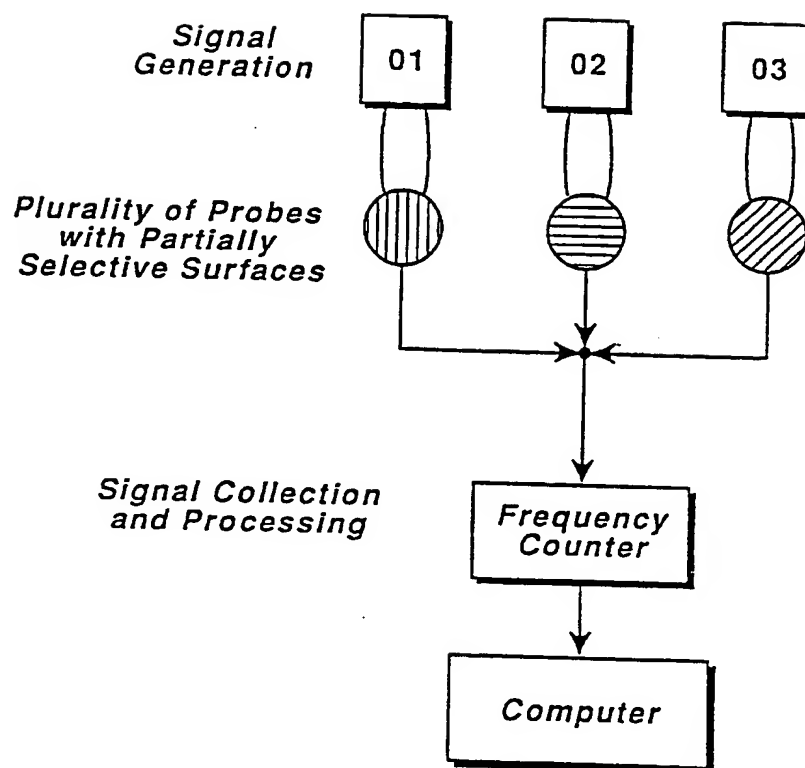 Signal
Generation
01
02
03
Plurality of Probes
with Partially
Selective Surfaces
Signal Collection
and Processing
Frequency
Counter
Computer